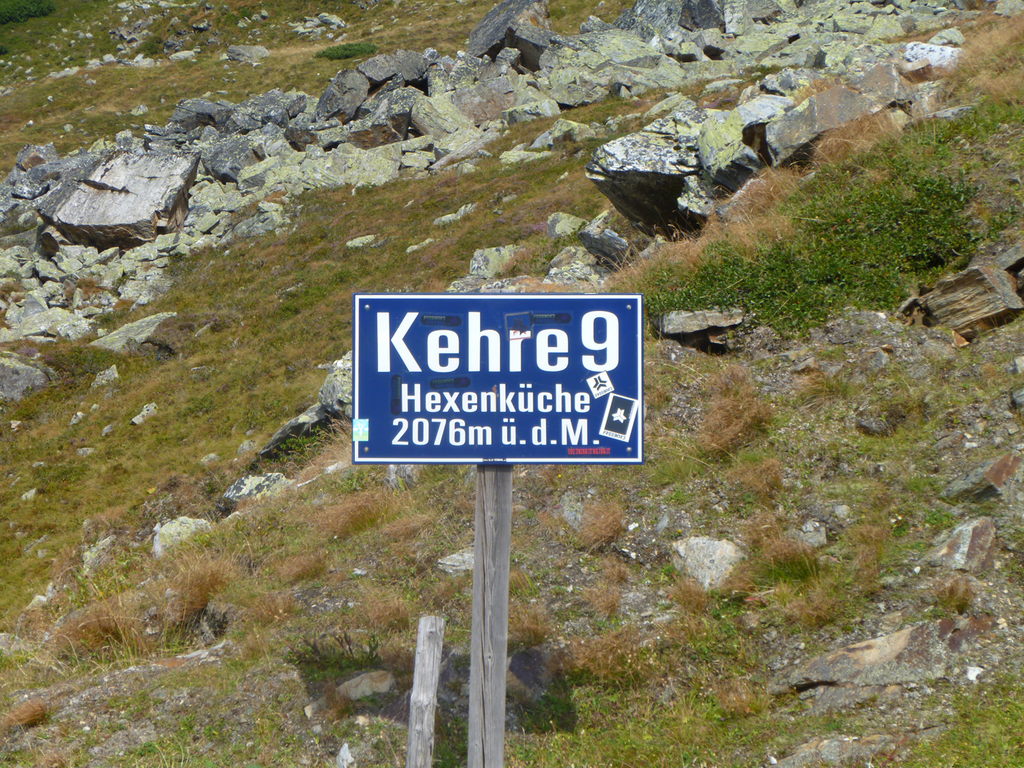 Kehre 9
Hexenküche
2076m ü.d.M.